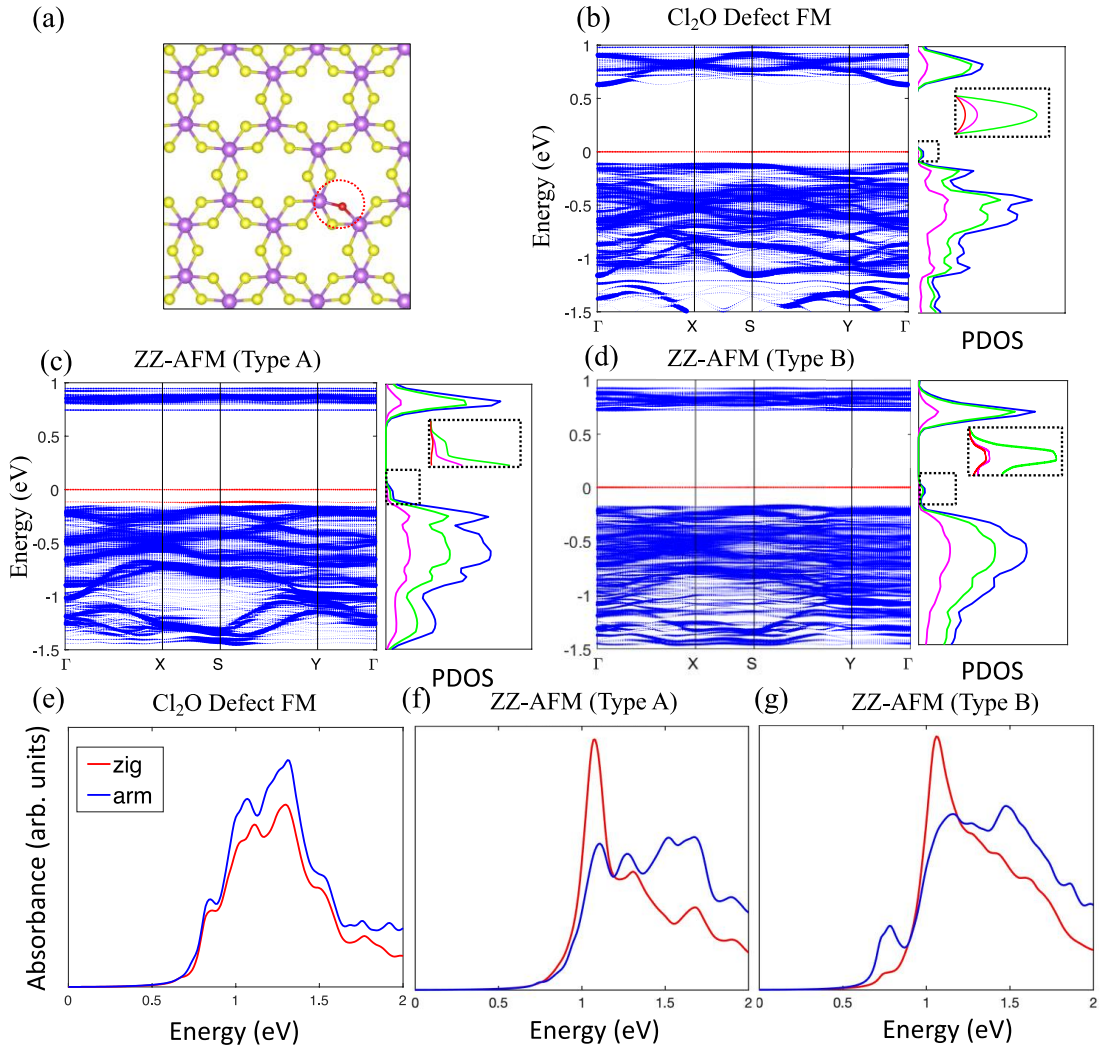 (a)
(b)
Cl₂O Defect FM
Energy (eV)
1
0.5
0
-0.5
-1
-1.5
Γ X S Y Γ
PDOS
(c)
ZZ-AFM (Type A)
Energy (eV)
1
0.5
0
-0.5
-1
-1.5
Γ X S Y Γ
PDOS
(d)
ZZ-AFM (Type B)
Energy (eV)
1
0.5
0
-0.5
-1
-1.5
Γ X S Y Γ
PDOS
(e)
Cl₂O Defect FM
zig
arm
Absorbance (arb. units)
0 0.5 1 1.5 2
Energy (eV)
(f)
ZZ-AFM (Type A)
0 0.5 1 1.5 2
Energy (eV)
(g)
ZZ-AFM (Type B)
0 0.5 1 1.5 2
Energy (eV)